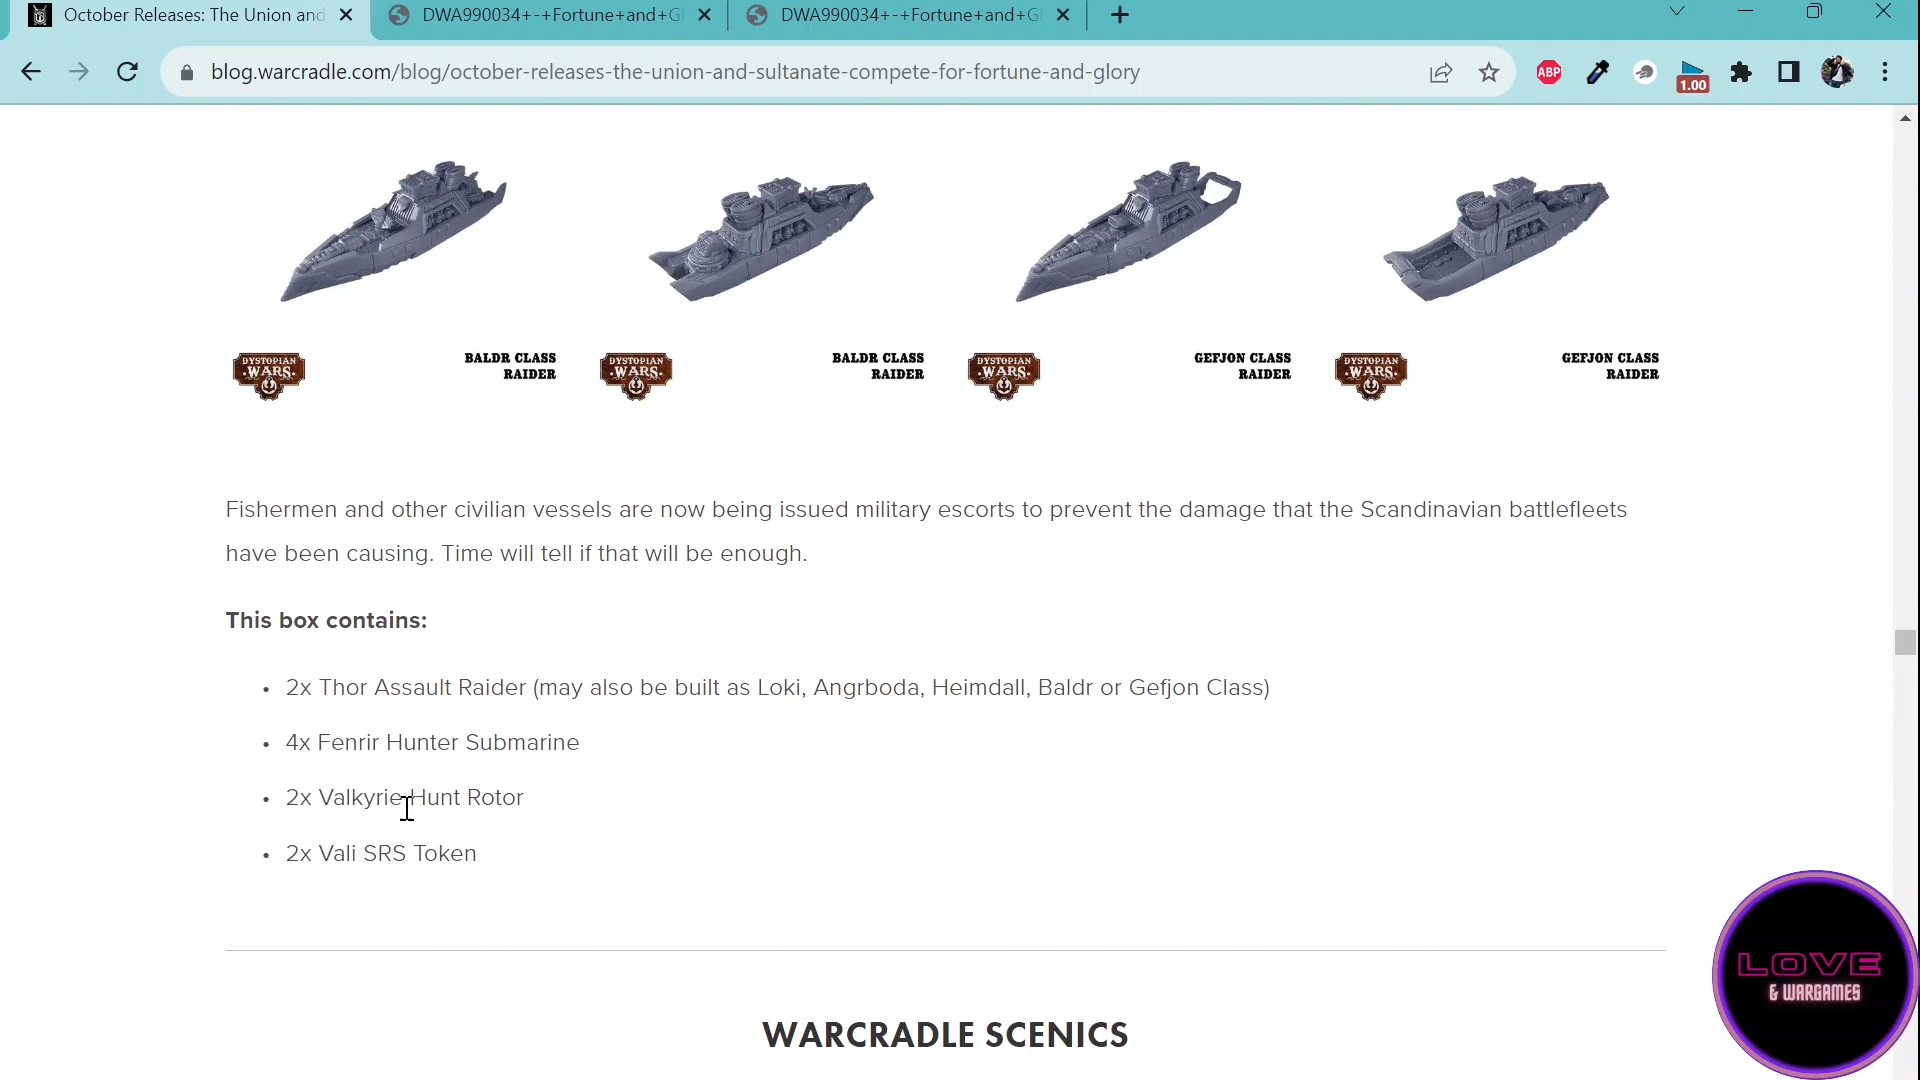 October Releases: The Union and
DWA990034+-+Fortune+and+Gl
DWA990034+-+Fortune+and+Gl
blog.warcradle.com/blog/october-releases-the-union-and-sultanate-compete-for-fortune-and-glory
ABP
1.00
DYSTOPIAN
WARS
BALDR CLASS
RAIDER
DYSTOPIAN
WARS
BALDR CLASS
RAIDER
DYSTOPIAN
WARS
GEFJON CLASS
RAIDER
DYSTOPIAN
WARS
GEFJON CLASS
RAIDER
Fishermen and other civilian vessels are now being issued military escorts to prevent the damage that the Scandinavian battlefleets
have been causing. Time will tell if that will be enough.
This box contains:
• 2x Thor Assault Raider (may also be built as Loki, Angrboda, Heimdall, Baldr or Gefjon Class)
• 4x Fenrir Hunter Submarine
• 2x Valkyrie Hunt Rotor
• 2x Vali SRS Token
LOVE
& WARGAMES
WARCRADLE SCENICS